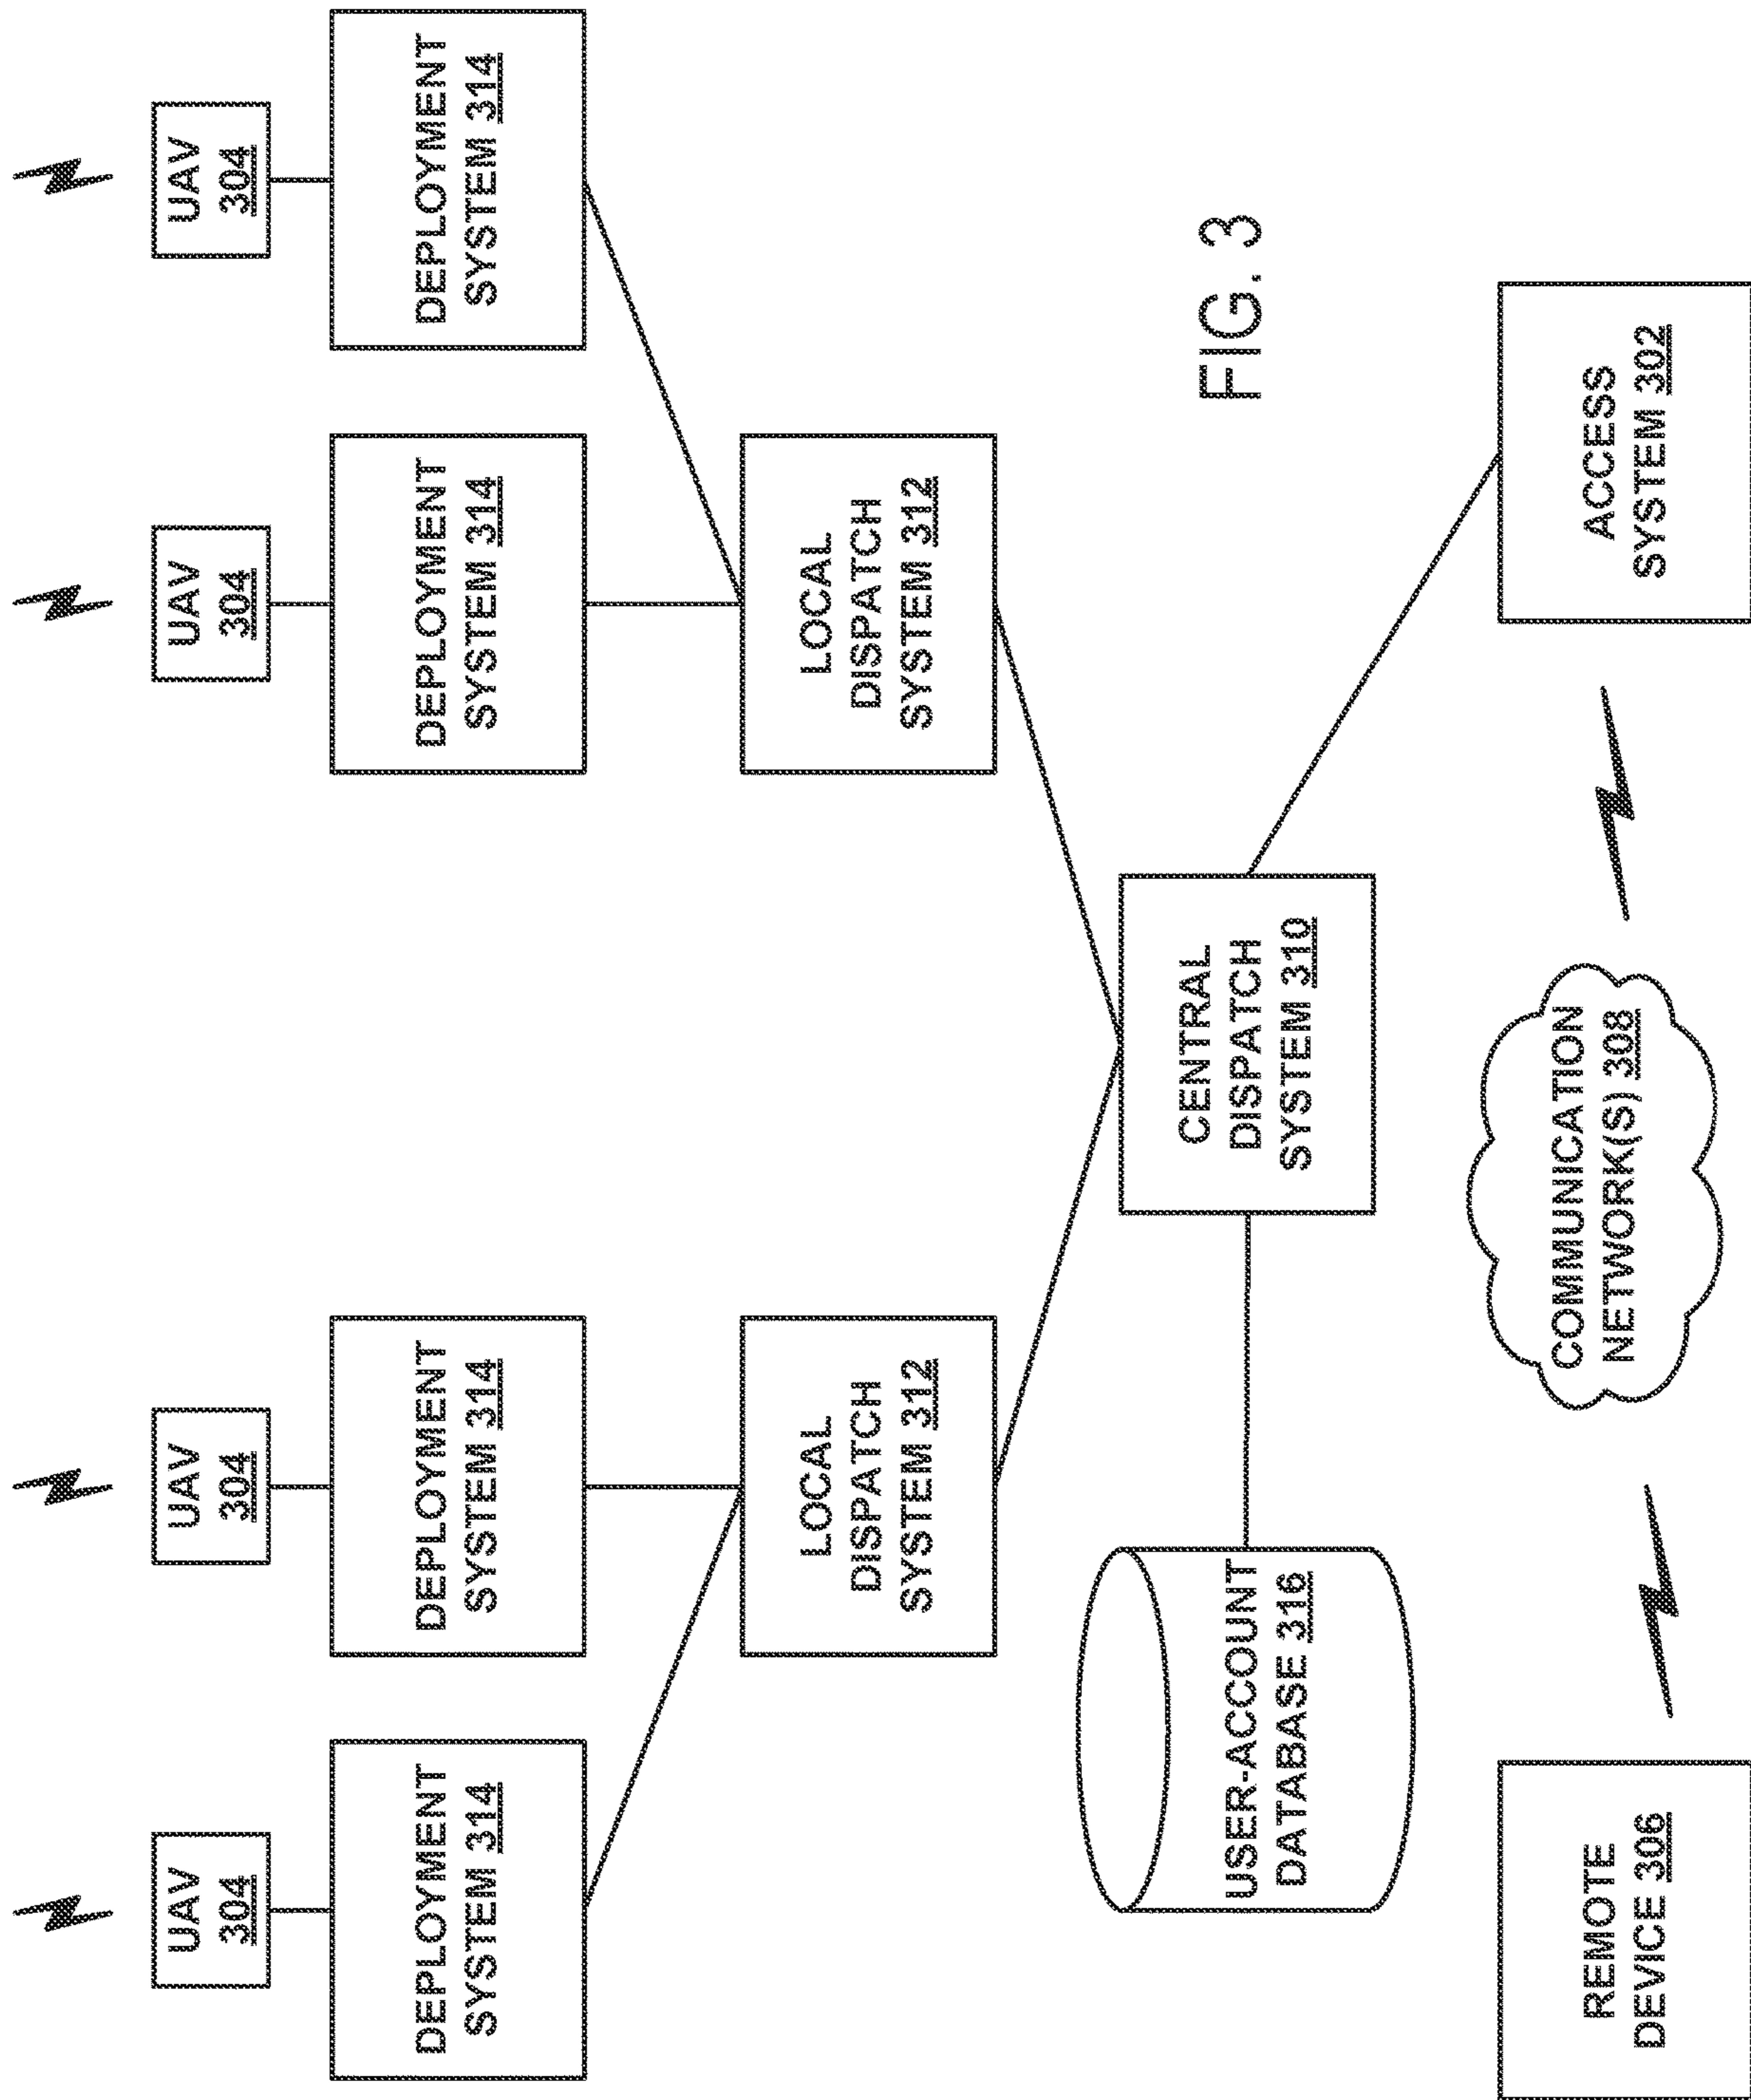 UAV
304
UAV
304
UAV
304
UAV
304
DEPLOYMENT
SYSTEM 314
DEPLOYMENT
SYSTEM 314
DEPLOYMENT
SYSTEM 314
DEPLOYMENT
SYSTEM 314
LOCAL
DISPATCH
SYSTEM 312
LOCAL
DISPATCH
SYSTEM 312
USER-ACCOUNT
DATABASE 316
CENTRAL
DISPATCH
SYSTEM 310
FIG. 3
REMOTE
DEVICE 306
COMMUNICATION
NETWORK(S) 308
ACCESS
SYSTEM 302